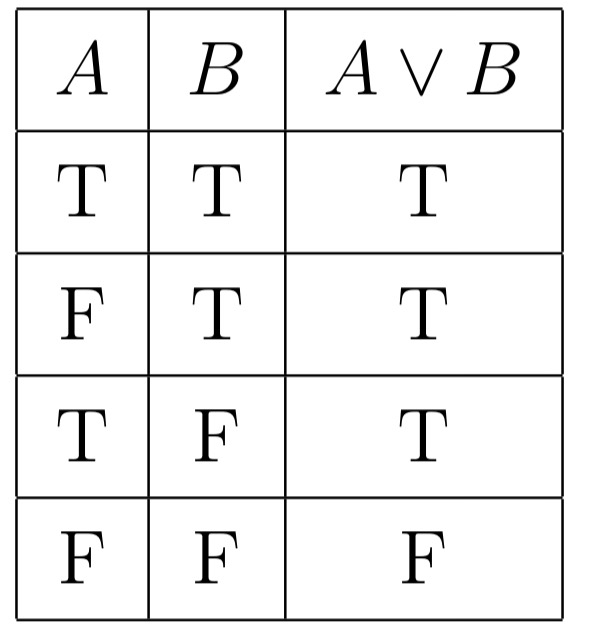 A B A ∨ B
T T T
F T T
T F T
F F F